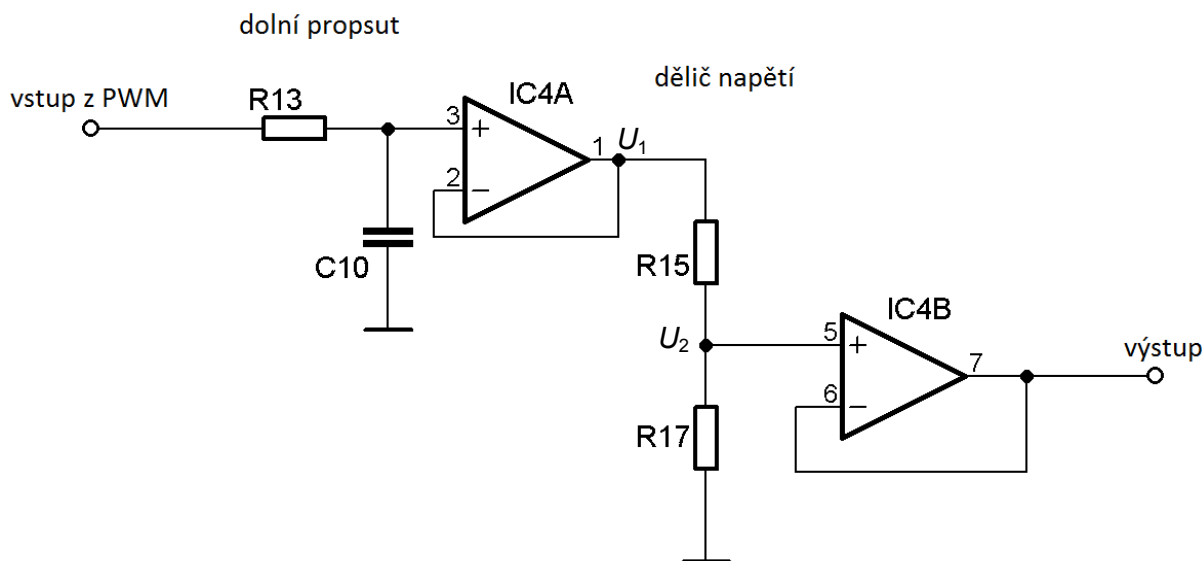 dolní propsut
vstup z PWM
R13
IC4A
dělič napětí
3
+
2
−
1
U1
C10
R15
U2
IC4B
5
+
6
−
7
výstup
R17